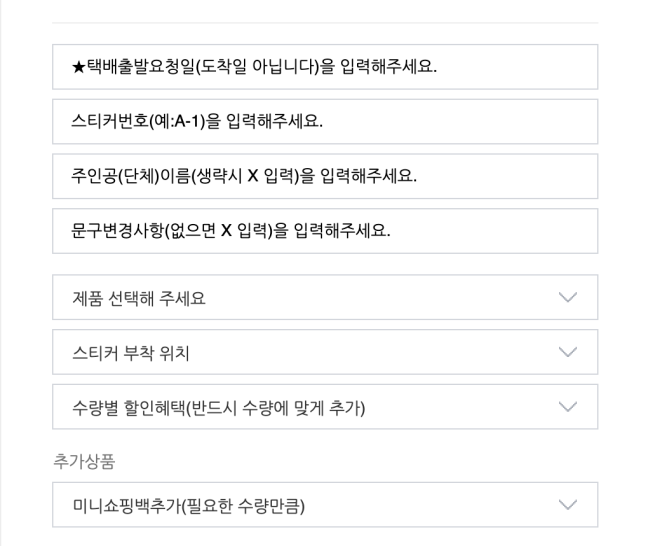 ★택배출발요청일(도착일 아닙니다)을 입력해주세요.
스티커번호(예:A-1)을 입력해주세요.
주인공(단체)이름(생략시 X 입력)을 입력해주세요.
문구변경사항(없으면 X 입력)을 입력해주세요.
제품 선택해 주세요
스티커 부착 위치
수량별 할인혜택(반드시 수량에 맞게 추가)
추가상품
미니쇼핑백추가(필요한 수량만큼)